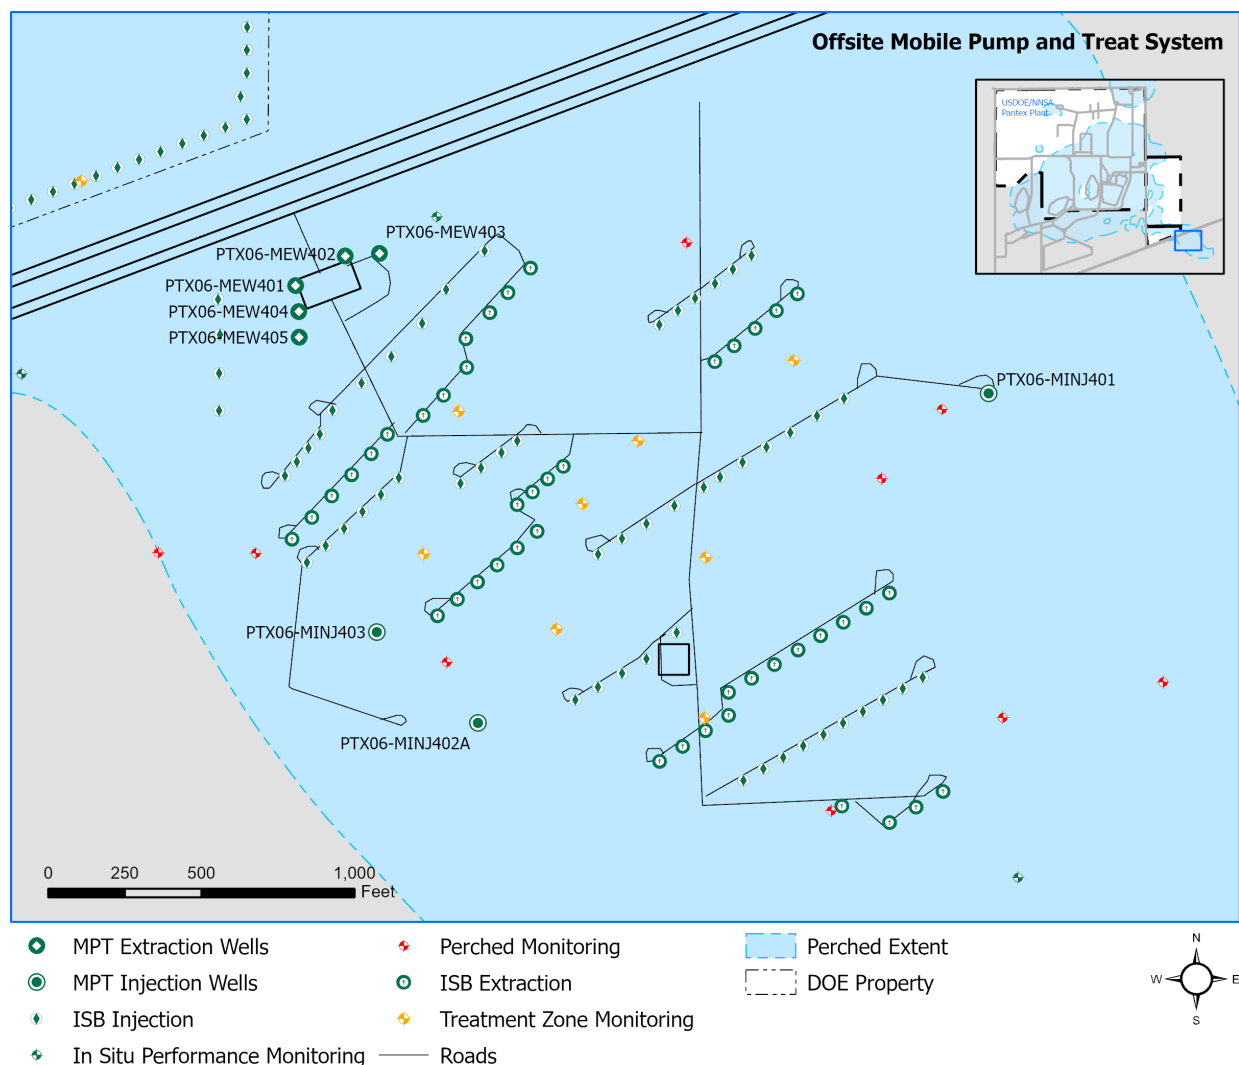 Offsite Mobile Pump and Treat System
USDOE/NNSA
Pantex Plant
PTX06-MEW403
PTX06-MEW402
PTX06-MEW401
PTX06-MEW404
PTX06-MEW405
PTX06-MINJ401
PTX06-MINJ403
PTX06-MINJ402A
0 250 500 1,000
Feet
MPT Extraction Wells
MPT Injection Wells
ISB Injection
In Situ Performance Monitoring
Perched Monitoring
ISB Extraction
Treatment Zone Monitoring
Roads
Perched Extent
DOE Property
N
W E
S